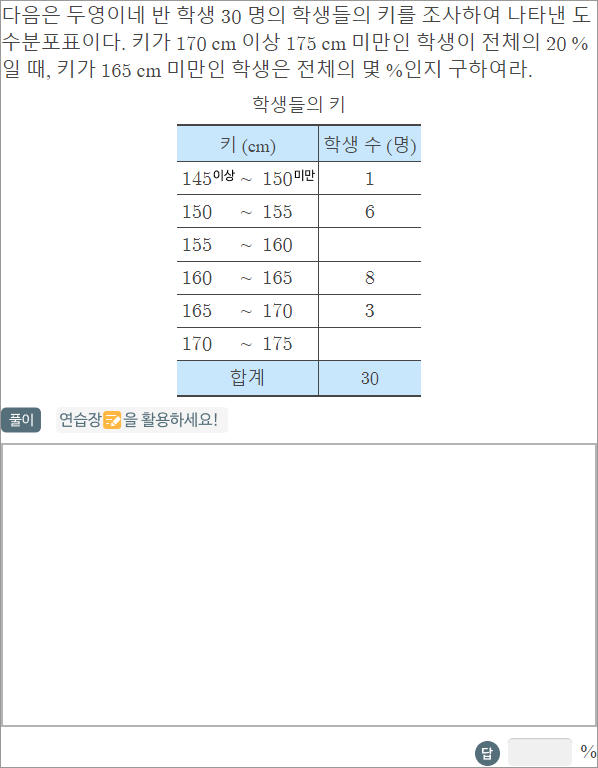 다음은 두영이네 반 학생 30 명의 학생들의 키를 조사하여 나타낸 도
수분포표이다. 키가 170 cm 이상 175 cm 미만인 학생이 전체의 20 %
일 때, 키가 165 cm 미만인 학생은 전체의 몇 %인지 구하여라.
학생들의 키
키 (cm) 학생 수 (명)
145이상 ~ 150미만 1
150 ~ 155 6
155 ~ 160
160 ~ 165 8
165 ~ 170 3
170 ~ 175
합계 30
풀이 연습장을 활용하세요!
답 %